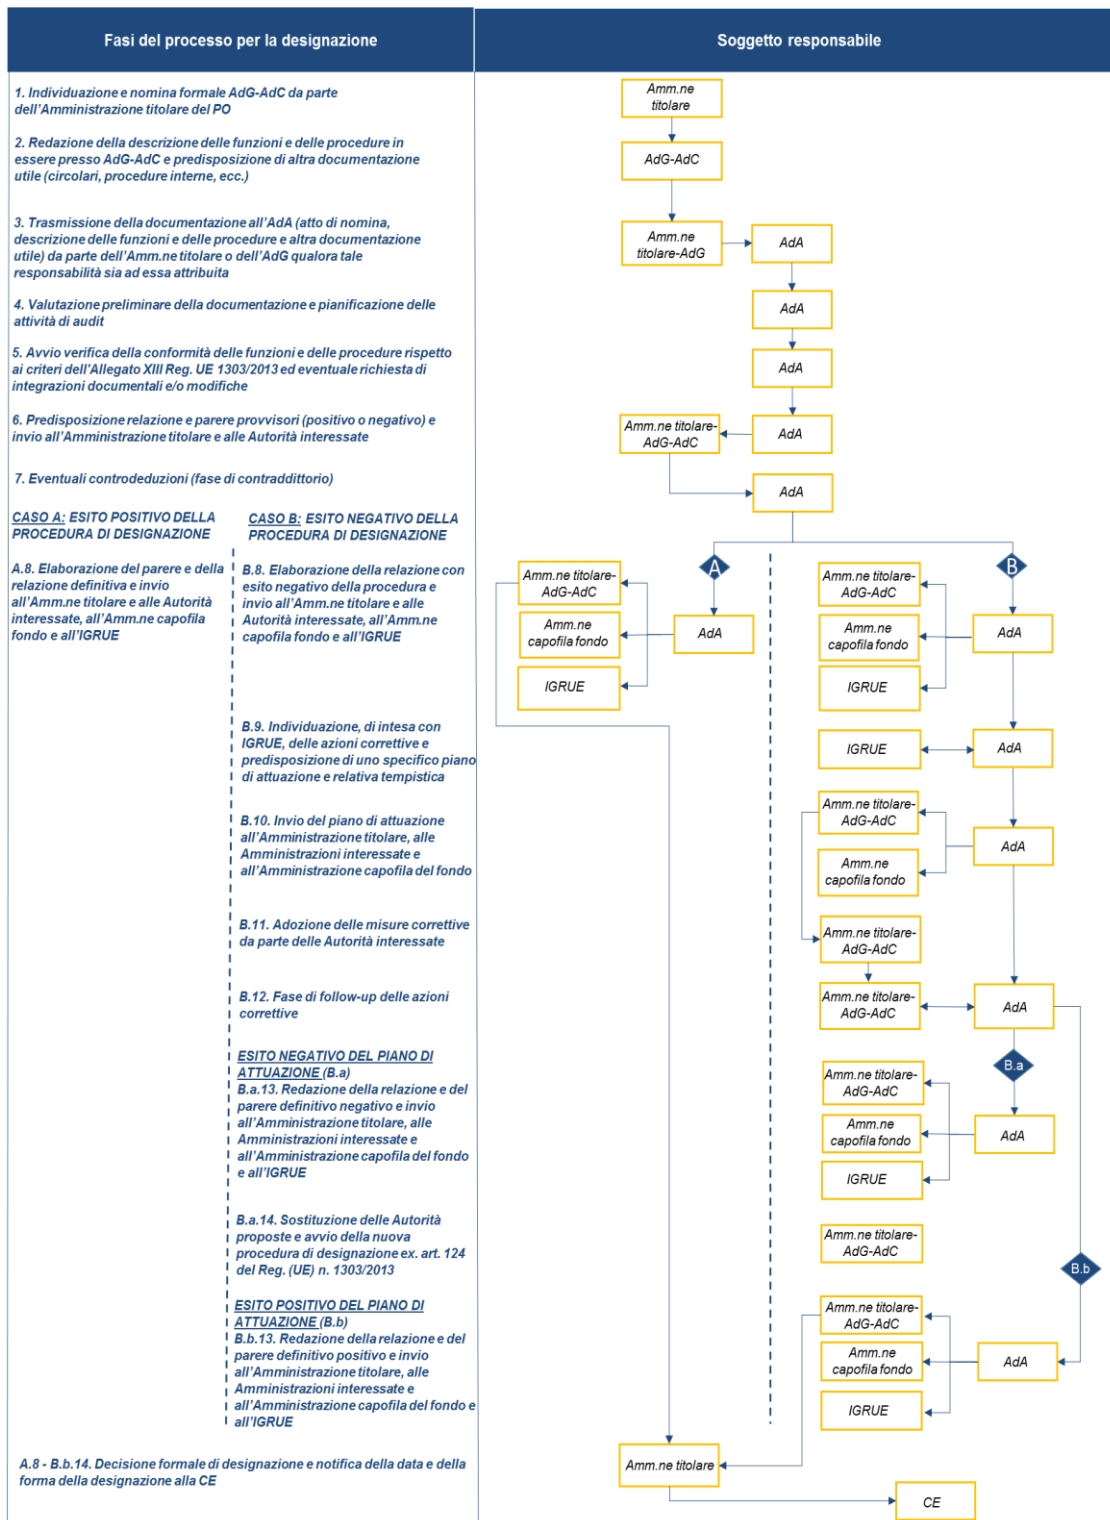 Fasi del processo per la designazione
Soggetto responsabile
1. Individuazione e nomina formale AdG-AdC da parte
dell'Amministrazione titolare del PO
Amm.ne
titolare
2. Redazione della descrizione delle funzioni e delle procedure in
essere presso AdG-AdC e predisposizione di altra documentazione
utile (circolari, procedure interne, ecc.)
AdG-AdC
3. Trasmissione della documentazione all'AdA (atto di nomina,
descrizione delle funzioni e delle procedure e altra documentazione
utile) da parte dell'Amm.ne titolare o dell'AdG qualora tale
responsabilità sia ad essa attribuita
Amm.ne
titolare-AdG
AdA
4. Valutazione preliminare della documentazione e pianificazione delle
attività di audit
AdA
5. Avvio verifica della conformità delle funzioni e delle procedure rispetto
ai criteri dell'Allegato XIII Reg. UE 1303/2013 ed eventuale richiesta di
integrazioni documentali e/o modifiche
AdA
6. Predisposizione relazione e parere provvisori (positivo o negativo) e
invio all'Amministrazione titolare e alle Autorità interessate
Amm.ne titolare-
AdG-AdC
AdA
7. Eventuali controdeduzioni (fase di contraddittorio)
AdA
CASO A: ESITO POSITIVO DELLA
PROCEDURA DI DESIGNAZIONE
CASO B: ESITO NEGATIVO DELLA
PROCEDURA DI DESIGNAZIONE
A
B
A.8. Elaborazione del parere e della
relazione definitiva e invio
all'Amm.ne titolare e alle Autorità
interessate, all'Amm.ne capofila
fondo e all'IGRUE
B.8. Elaborazione della relazione con
esito negativo della procedura e
invio all'Amm.ne titolare e alle
Autorità interessate, all'Amm.ne
capofila fondo e all'IGRUE
Amm.ne titolare-
AdG-AdC
Amm.ne
capofila fondo
IGRUE
AdA
Amm.ne titolare-
AdG-AdC
Amm.ne
capofila fondo
IGRUE
AdA
B.9. Individuazione, di intesa con
IGRUE, delle azioni correttive e
predisposizione di uno specifico piano
di attuazione e relativa tempistica
IGRUE
AdA
B.10. Invio del piano di attuazione
all'Amministrazione titolare, alle
Amministrazioni interessate e
all'Amministrazione capofila del fondo
Amm.ne titolare-
AdG-AdC
Amm.ne
capofila fondo
AdA
B.11. Adozione delle misure correttive
da parte delle Autorità interessate
Amm.ne titolare-
AdG-AdC
B.12. Fase di follow-up delle azioni
correttive
Amm.ne titolare-
AdG-AdC
AdA
ESITO NEGATIVO DEL PIANO DI
ATTUAZIONE (B.a)
B.a.13. Redazione della relazione e del
parere definitivo negativo e invio
all'Amministrazione titolare, alle
Amministrazioni interessate e
all'Amministrazione capofila del fondo
e all'IGRUE
B.a
Amm.ne titolare-
AdG-AdC
Amm.ne
capofila fondo
IGRUE
AdA
B.a.14. Sostituzione delle Autorità
proposte e avvio della nuova
procedura di designazione ex. art. 124
del Reg. (UE) n. 1303/2013
Amm.ne titolare-
AdG-AdC
B.b
ESITO POSITIVO DEL PIANO DI
ATTUAZIONE (B.b)
B.b.13. Redazione della relazione e del
parere definitivo positivo e invio
all'Amministrazione titolare, alle
Amministrazioni interessate e
all'Amministrazione capofila del fondo e
all'IGRUE
Amm.ne titolare-
AdG-AdC
Amm.ne
capofila fondo
IGRUE
AdA
A.8 - B.b.14. Decisione formale di designazione e notifica della data e della
forma della designazione alla CE
Amm.ne titolare
CE